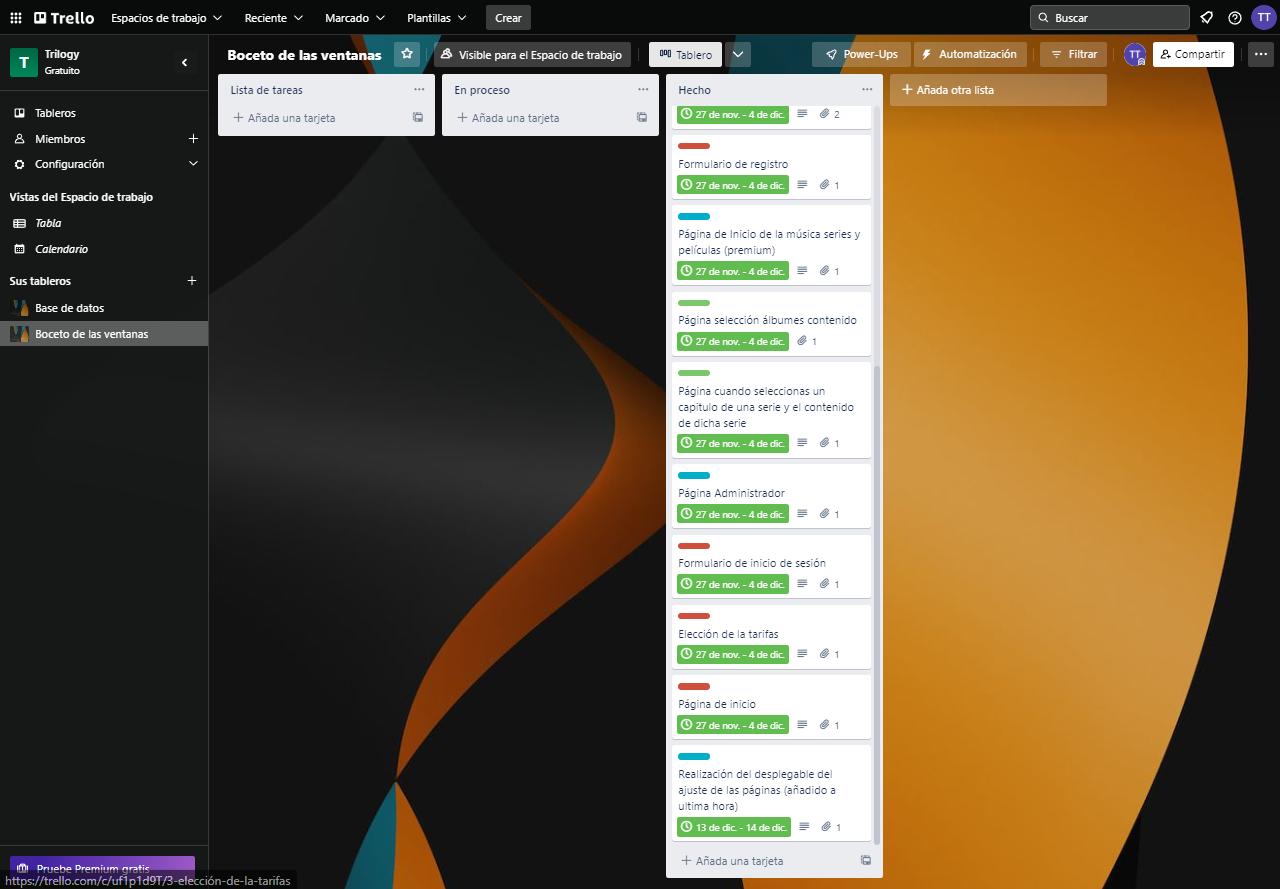 Trello
Espacios de trabajo
Reciente
Marcado
Plantillas
Crear
Buscar
TT
T
Trilogy
Gratuito
Boceto de las ventanas
Visible para el Espacio de trabajo
Tablero
Power-Ups
Automatización
Filtrar
TT
Compartir
Tableros
Miembros
Configuración
Vistas del Espacio de trabajo
Tabla
Calendario
Sus tableros
Base de datos
Boceto de las ventanas
Pruebe Premium gratis
https://trello.com/c/uf1p1d9T/3-elección-de-la-tarifas
Lista de tareas
Añada una tarjeta
En proceso
Añada una tarjeta
Hecho
27 de nov. - 4 de dic.
2
Formulario de registro
27 de nov. - 4 de dic.
1
Página de Inicio de la música series y
películas (premium)
27 de nov. - 4 de dic.
1
Página selección álbumes contenido
27 de nov. - 4 de dic.
1
Página cuando seleccionas un
capítulo de una serie y el contenido
de dicha serie
27 de nov. - 4 de dic.
1
Página Administrador
27 de nov. - 4 de dic.
1
Formulario de inicio de sesión
27 de nov. - 4 de dic.
1
Elección de la tarifas
27 de nov. - 4 de dic.
1
Página de inicio
27 de nov. - 4 de dic.
1
Realización del desplegable del
ajuste de las páginas (añadido a
ultima hora)
13 de dic. - 14 de dic.
1
Añada una tarjeta
Añada otra lista